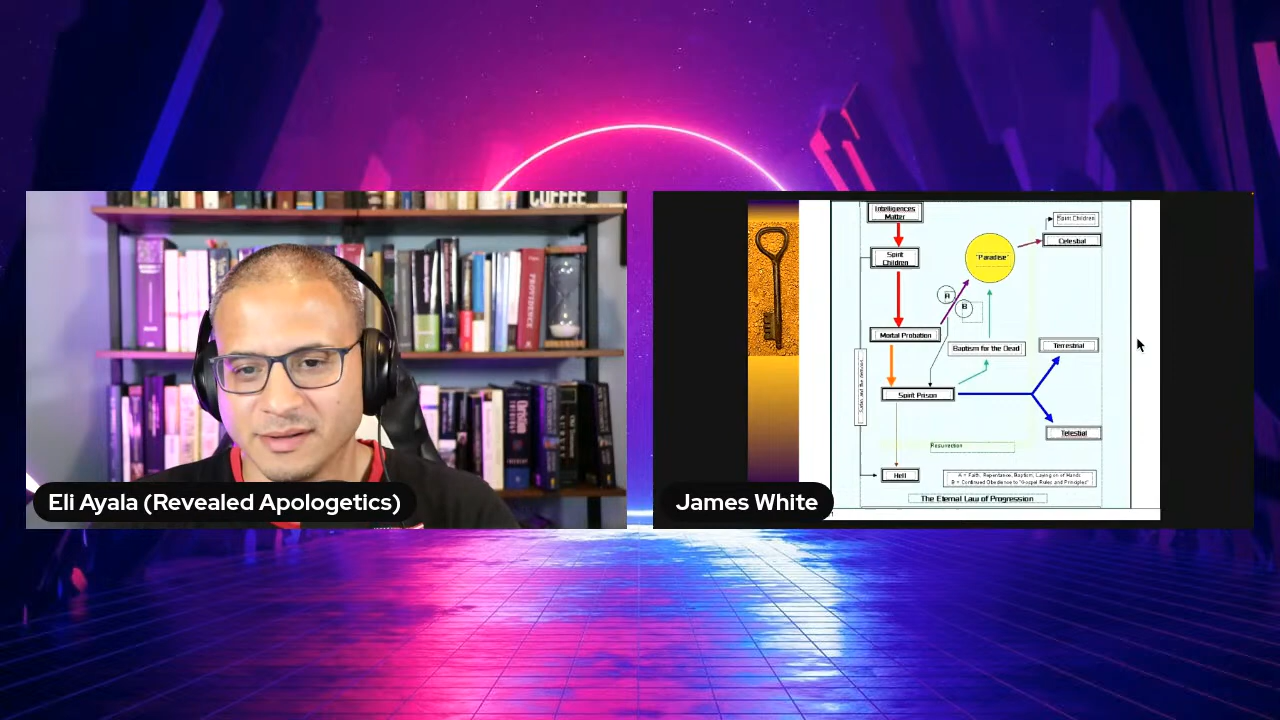 COFFEE
PROVIDENCE
Eli Ayala (Revealed Apologetics)
James White
Intelligences
Matter
Spirit
Children
Mortal Probation
Spirit Prison
Hell
"Paradise"
A
B
Baptism for the Dead
Spirit Children
Celestial
Terrestrial
Telestial
Resurrection
A = Faith, Repentance, Baptism, Laying on of Hands
B = Continued Obedience to "Gospel Rules and Principles"
The Eternal Law of Progression